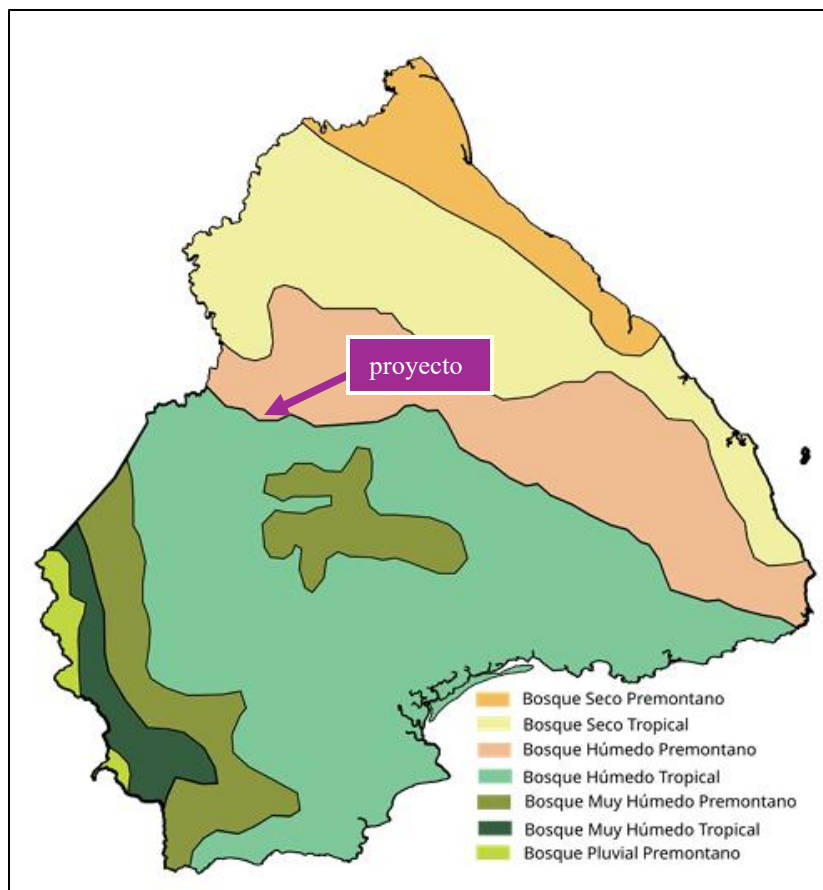 proyecto
Bosque Seco Premontano
Bosque Seco Tropical
Bosque Húmedo Premontano
Bosque Húmedo Tropical
Bosque Muy Húmedo Premontano
Bosque Muy Húmedo Tropical
Bosque Pluvial Premontano